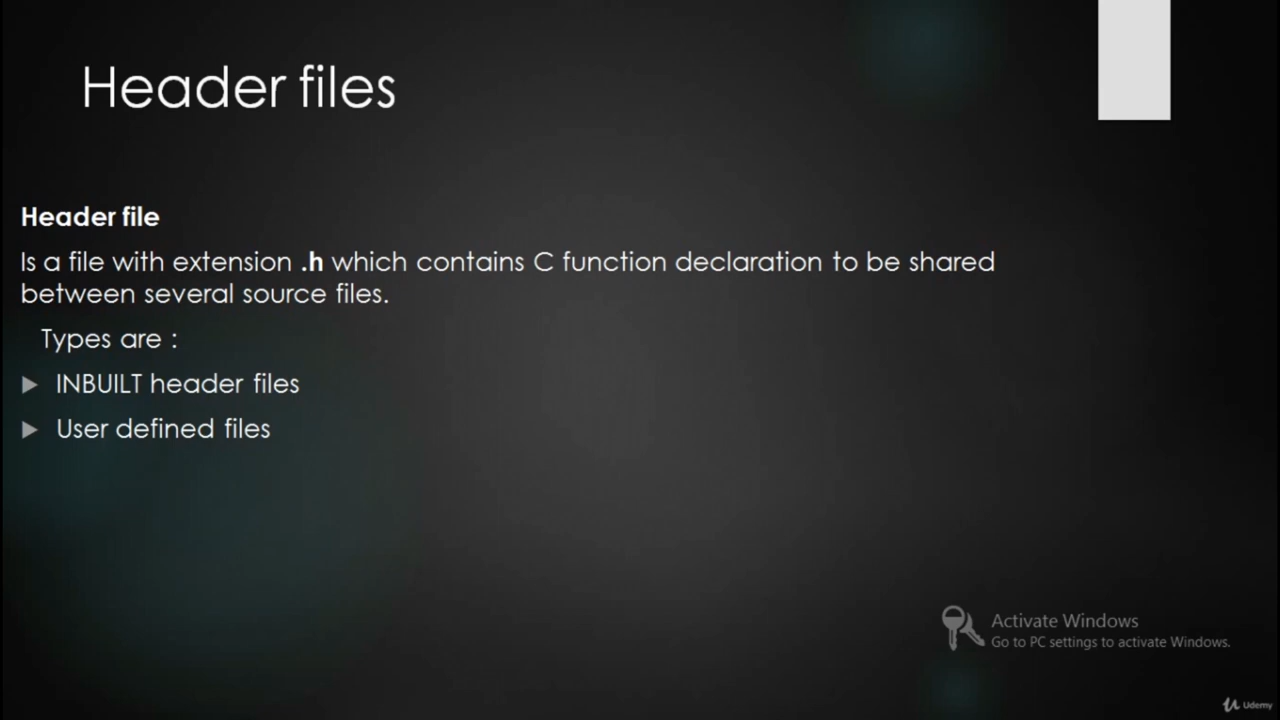 Header files
Header file
Is a file with extension .h which contains C function declaration to be shared
between several source files.
Types are :
INBUILT header files
User defined files
Activate Windows
Go to PC settings to activate Windows.
Udemy